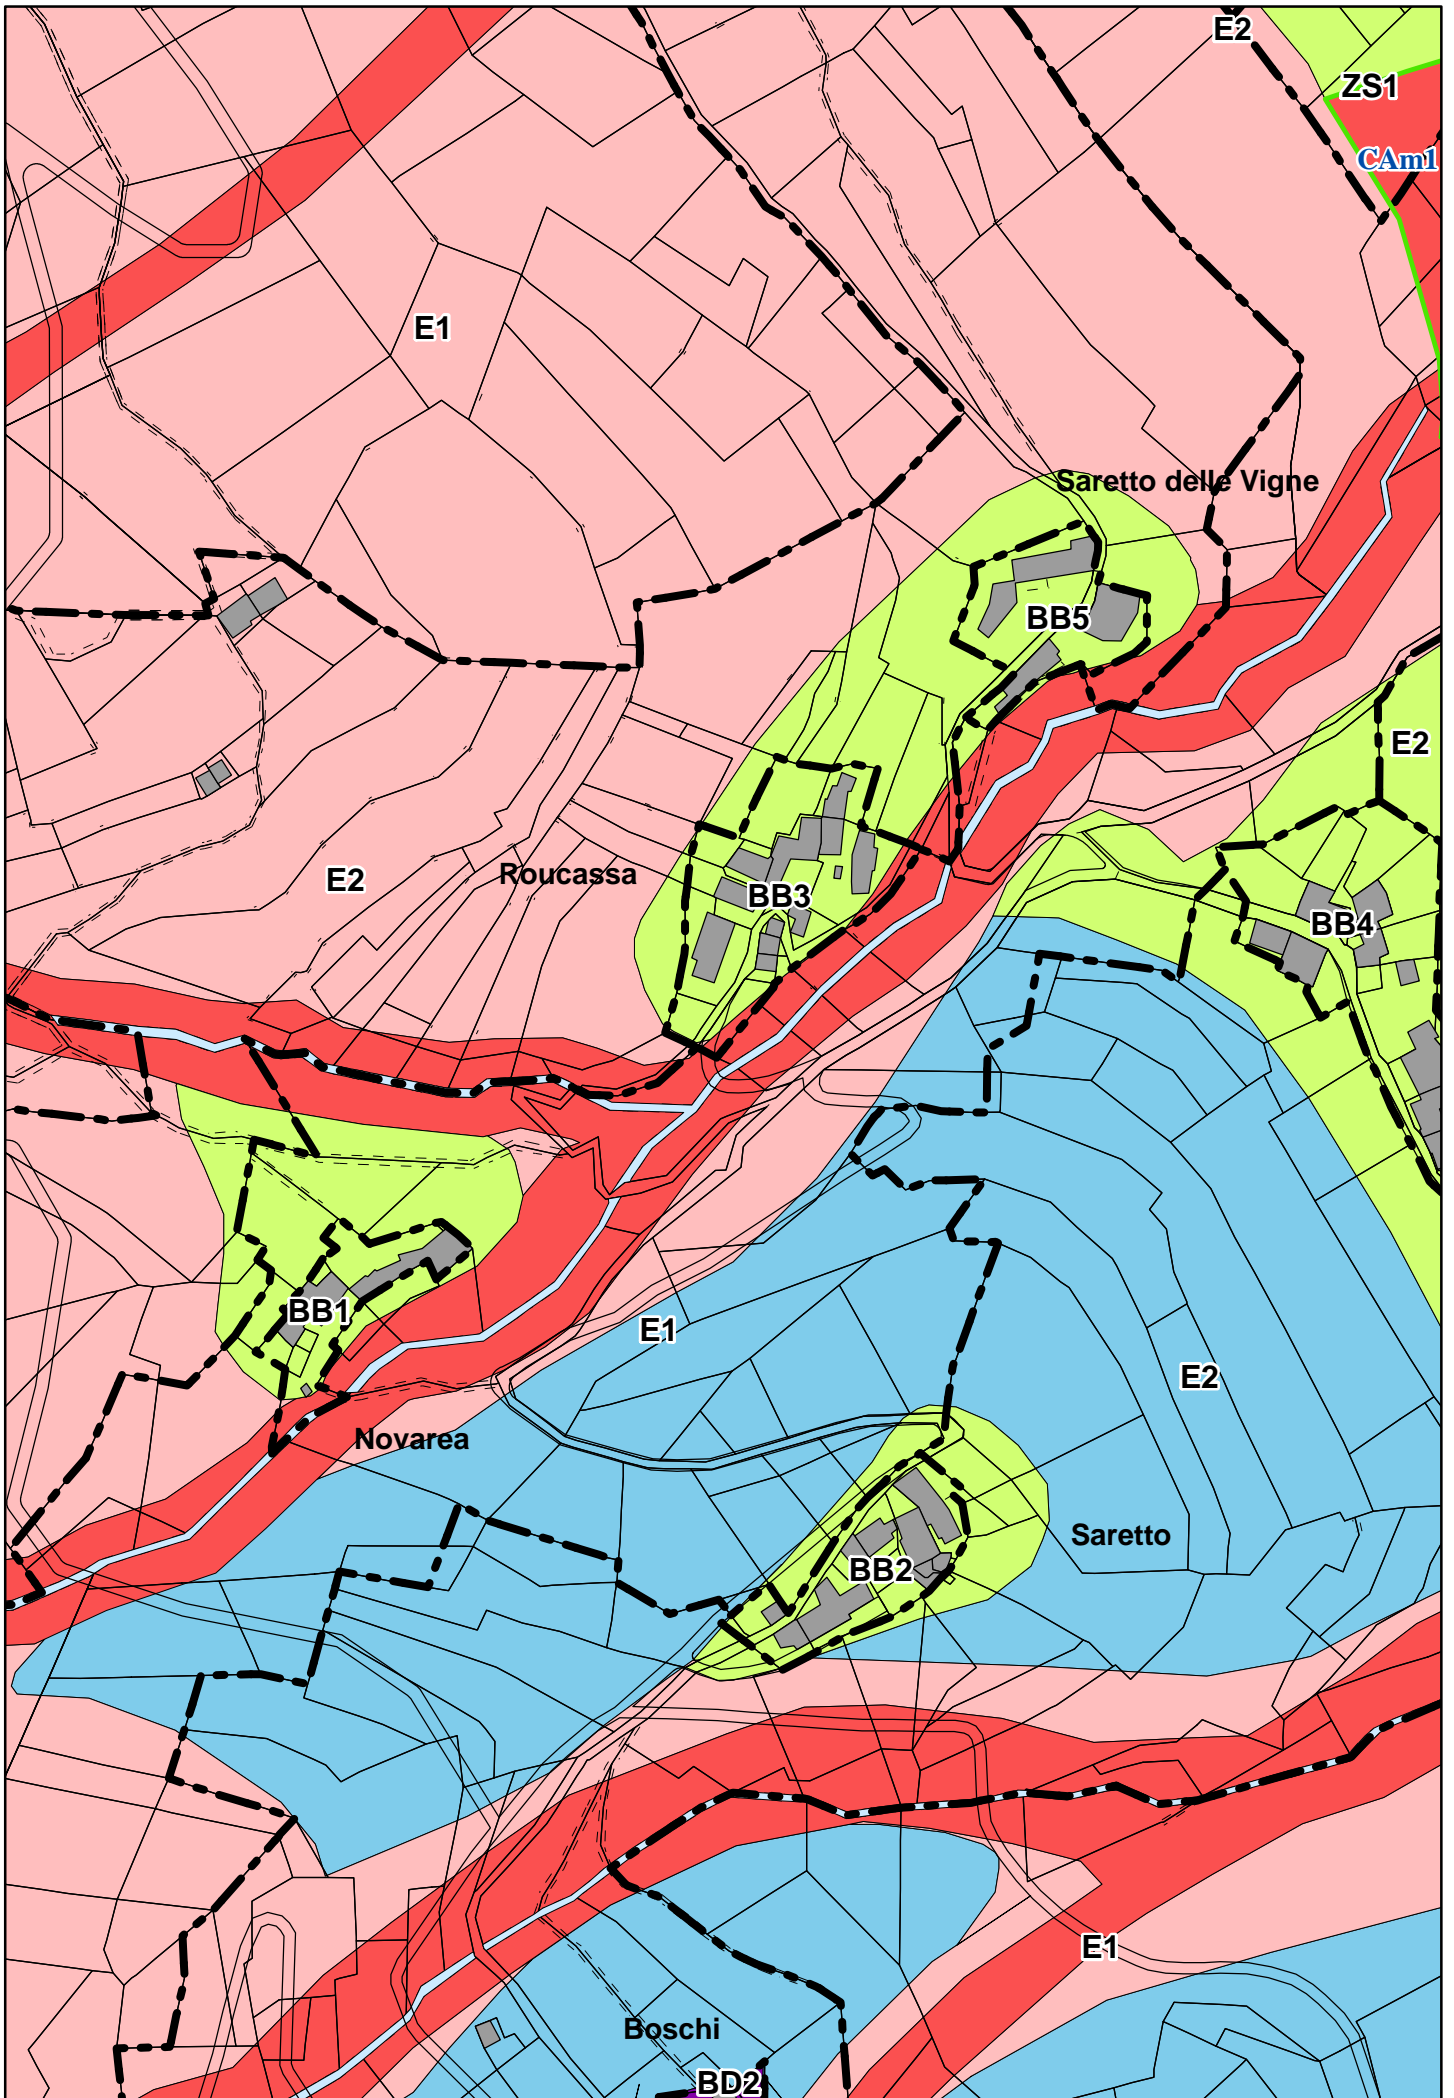 E2
ZS1
CAm1
E1
Saretto delle Vigne
BB5
E2
Roucassa
E2
BB3
BB4
BB1
E1
E2
Novarea
Saretto
BB2
E1
Boschi
BD2